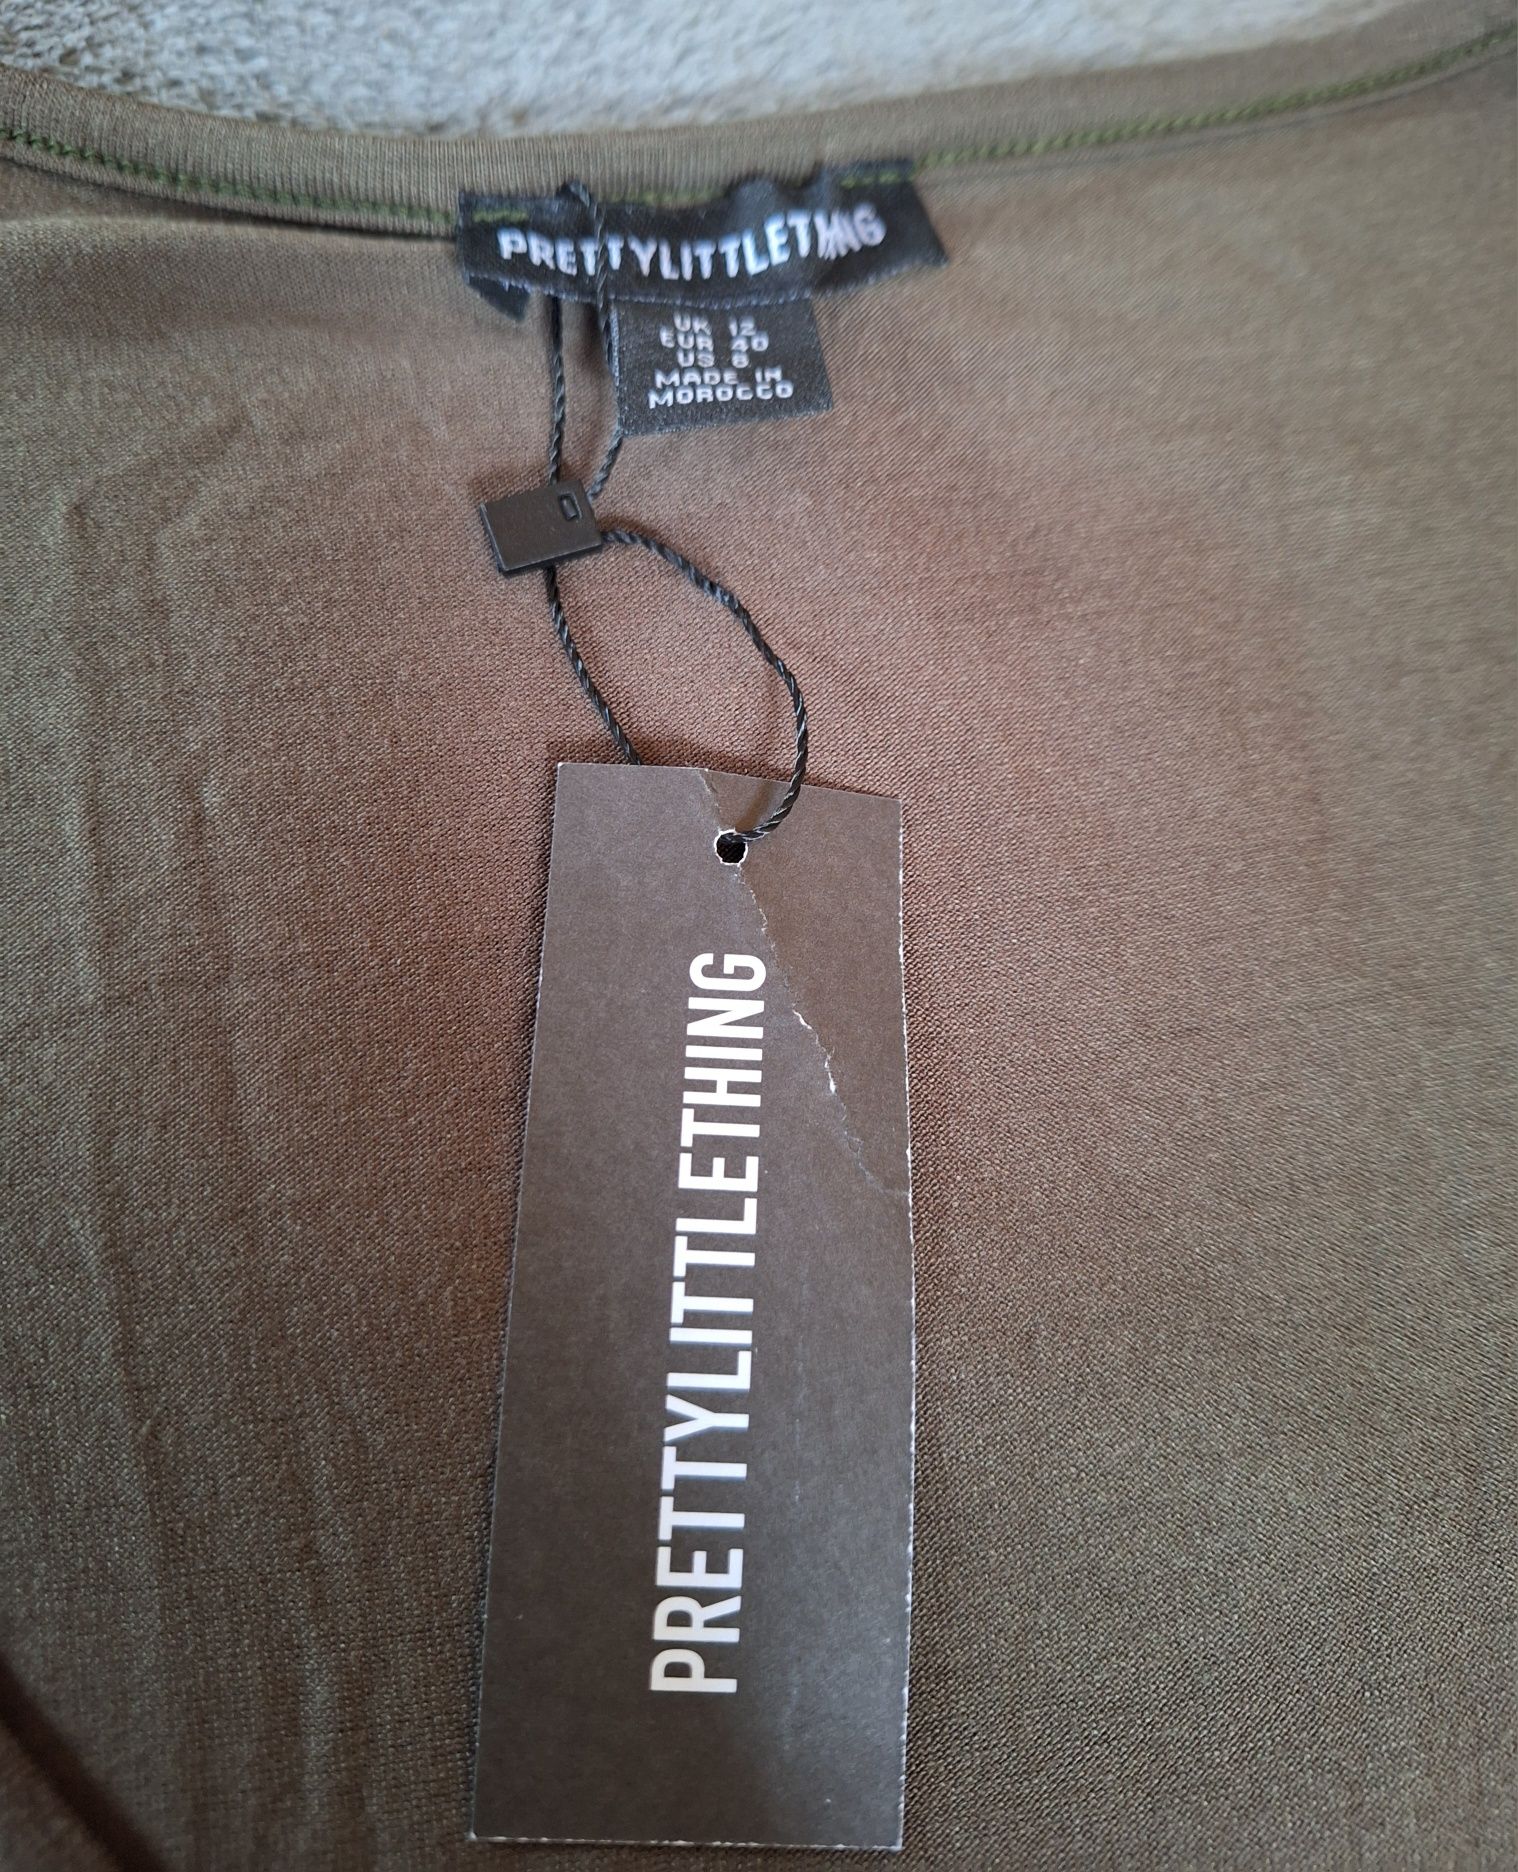 PRETTYLITTLETHING
UK 12
EUR 40
US 8
MADE IN
MOROCCO
PRETTYLITTLETHING